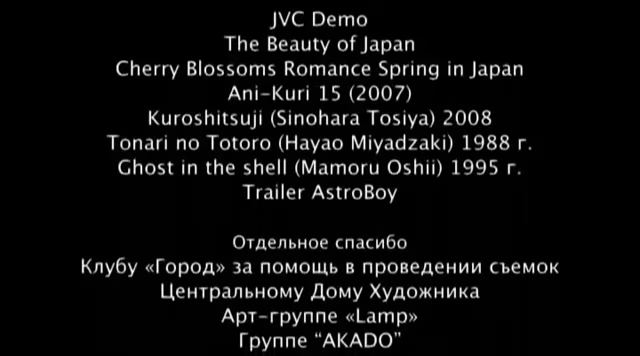 JVC Demo
The Beauty of Japan
Cherry Blossoms Romance Spring in Japan
Ani-Kuri 15 (2007)
Kuroshitsuji (Sinohara Tosiya) 2008
Tonari no Totoro (Hayao Miyadzaki) 1988 г.
Ghost in the shell (Mamoru Oshii) 1995 г.
Trailer AstroBoy
Отдельное спасибо
Клубу «Город» за помощь в проведении съемок
Центральному Дому Художника
Арт-группе «Lamp»
Группе “AKADO”